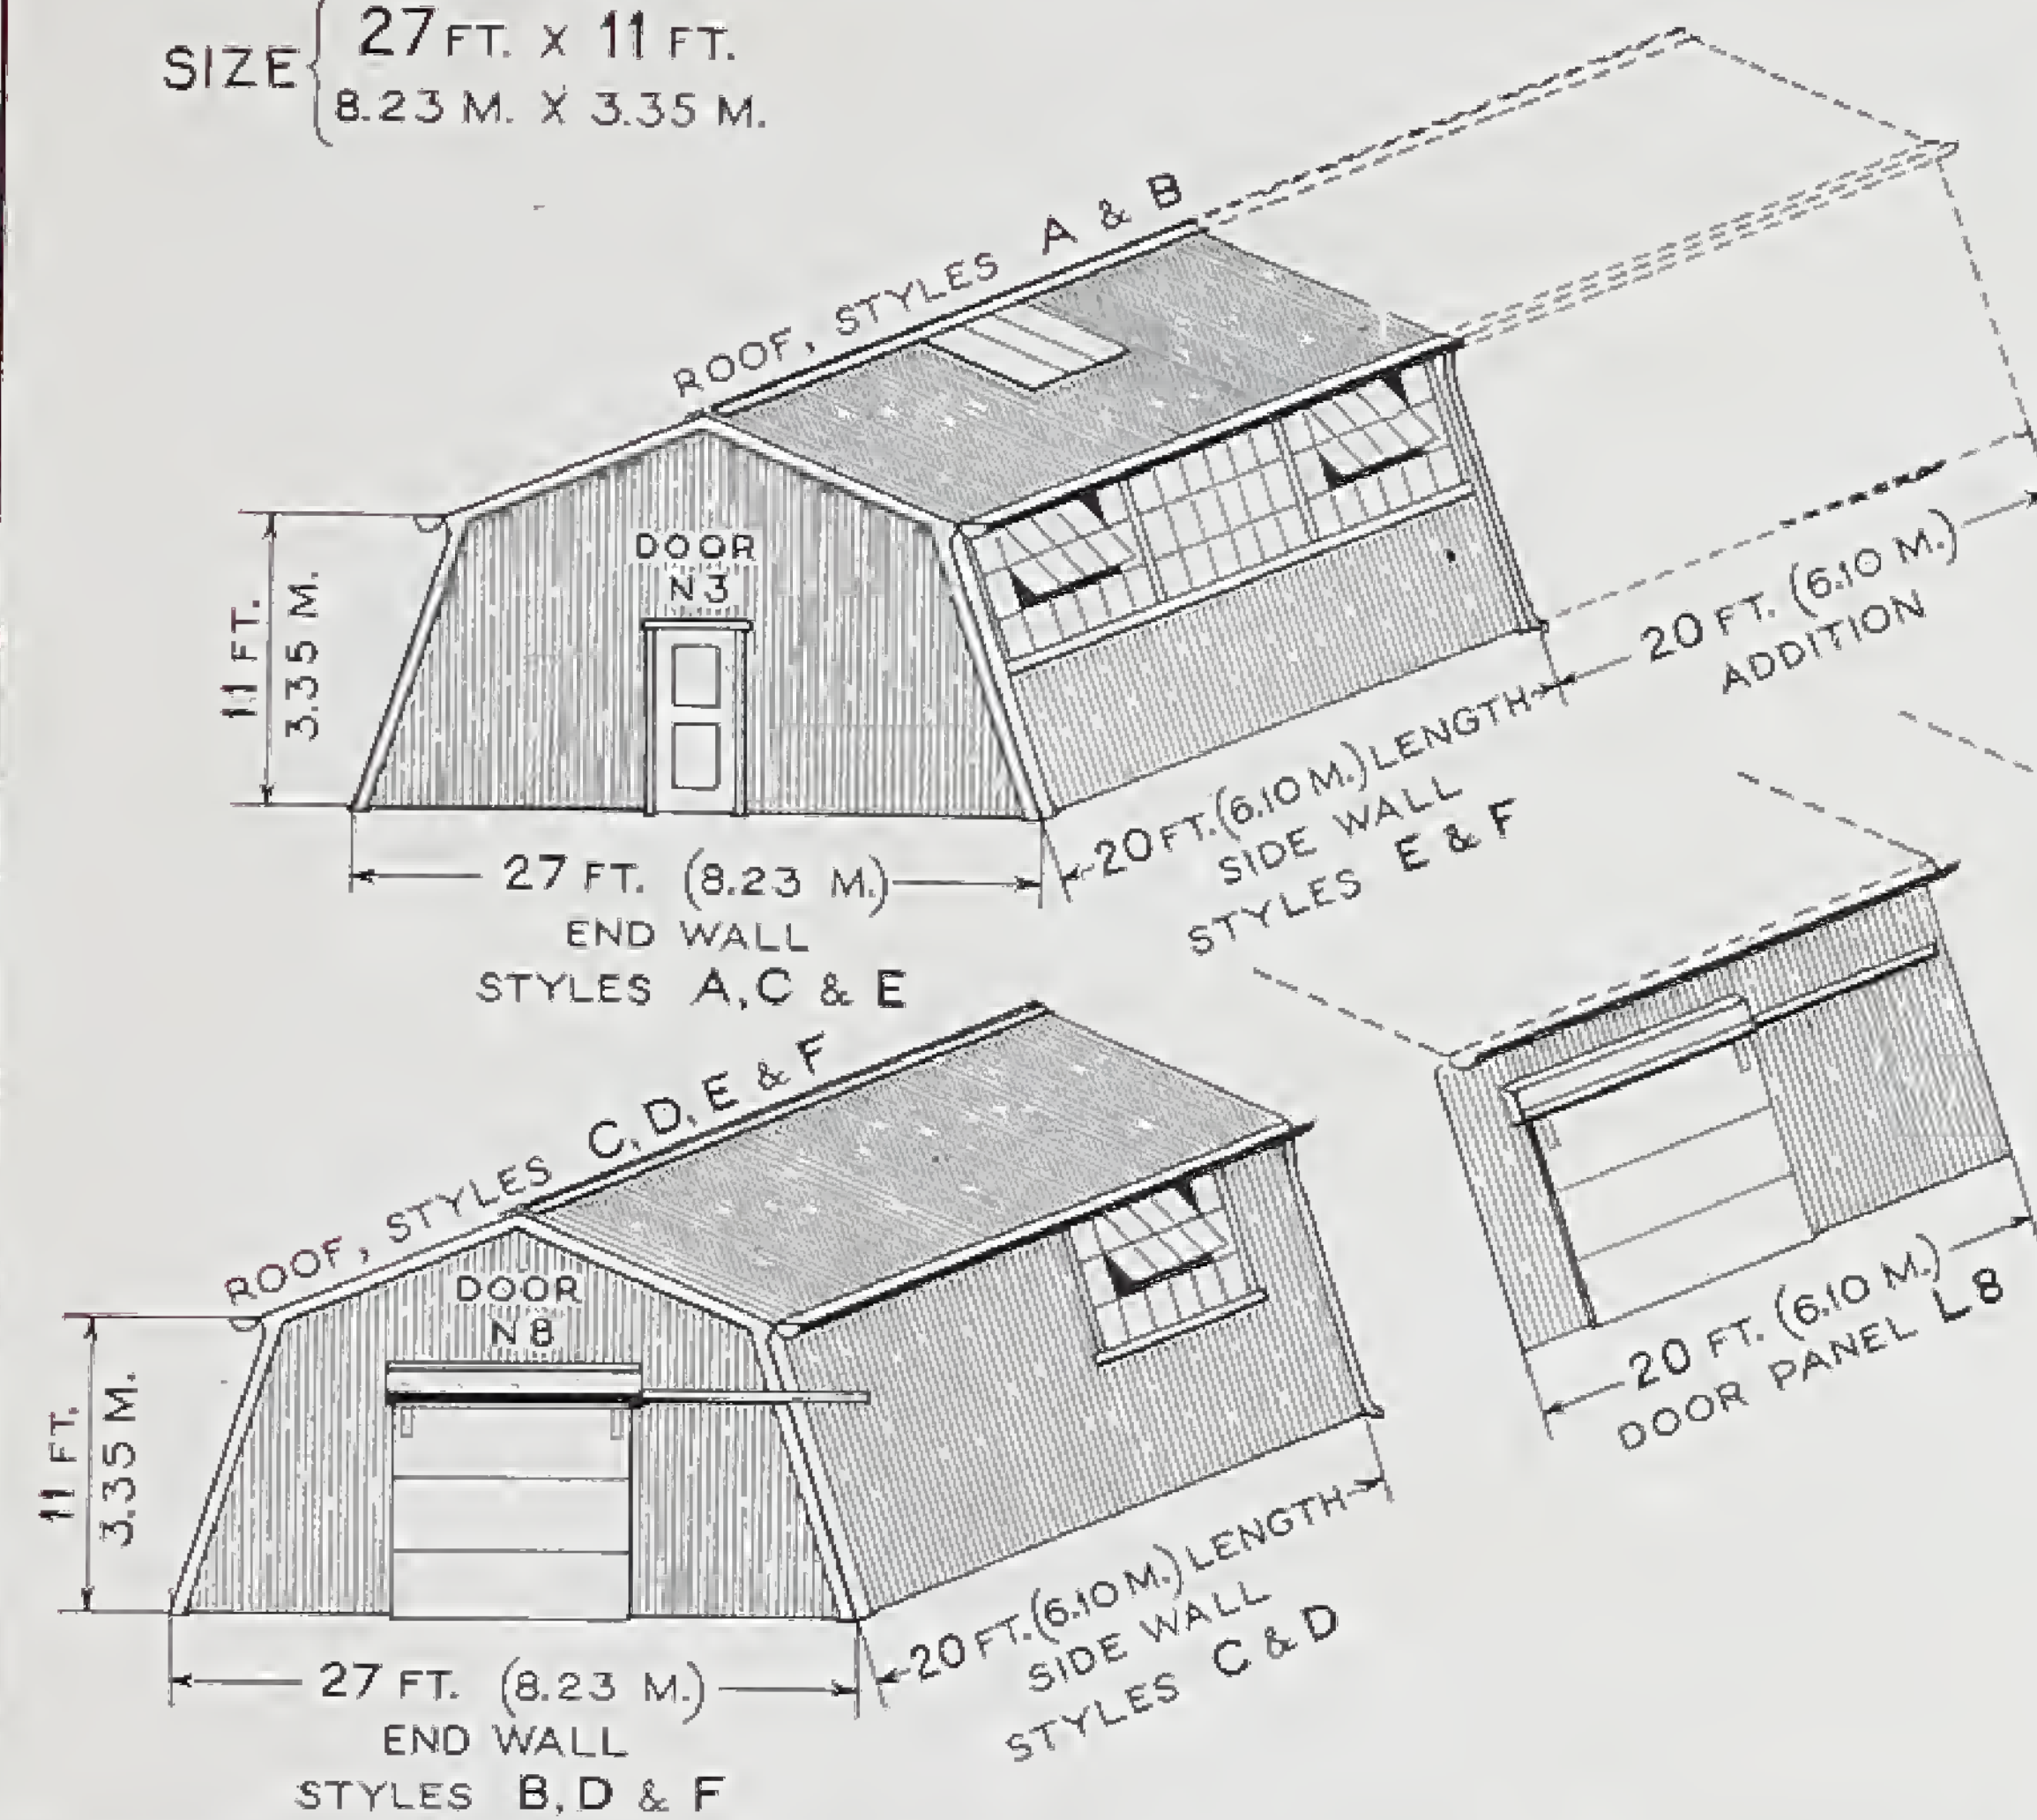 SIZE { 27 FT. X 11 FT.
8.23 M. X 3.35 M.
ROOF, STYLES A & B
DOOR
N 3
11 FT.
3.35 M.
27 FT. (8.23 M.)
END WALL
STYLES A, C & E
20 FT. (6.10 M.) LENGTH
SIDE WALL
STYLES E & F
20 FT. (6.10 M.)
ADDITION
ROOF, STYLES C, D, E & F
DOOR
N 8
11 FT.
3.35 M.
27 FT. (8.23 M.)
END WALL
STYLES B, D & F
20 FT. (6.10 M.) LENGTH
SIDE WALL
STYLES C & D
20 FT. (6.10 M.)
DOOR PANEL L8